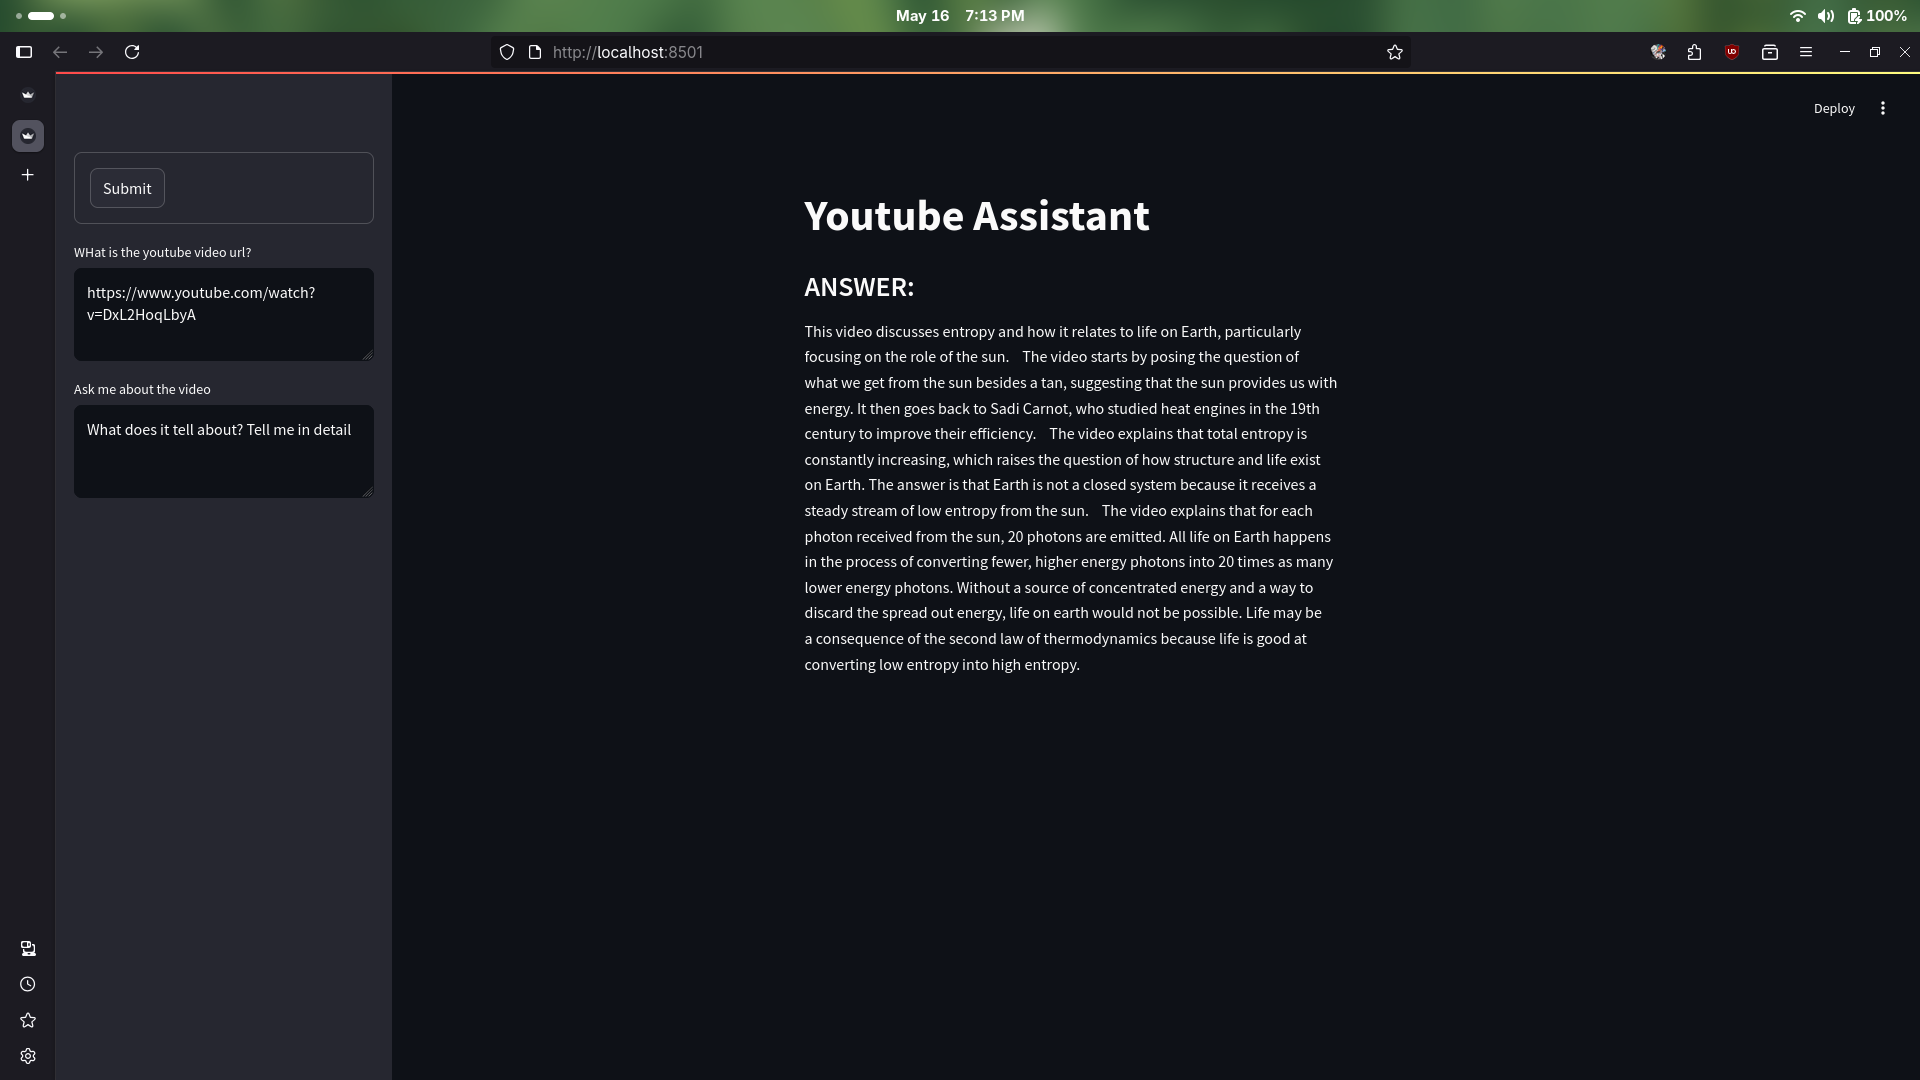 May 16 7:13 PM
100%
http://localhost:8501
Deploy
Submit
WHat is the youtube video url?
https://www.youtube.com/watch?
v=DxL2HoqLbyA
Ask me about the video
What does it tell about? Tell me in detail
Youtube Assistant
ANSWER:
This video discusses entropy and how it relates to life on Earth, particularly
focusing on the role of the sun. The video starts by posing the question of
what we get from the sun besides a tan, suggesting that the sun provides us with
energy. It then goes back to Sadi Carnot, who studied heat engines in the 19th
century to improve their efficiency. The video explains that total entropy is
constantly increasing, which raises the question of how structure and life exist
on Earth. The answer is that Earth is not a closed system because it receives a
steady stream of low entropy from the sun. The video explains that for each
photon received from the sun, 20 photons are emitted. All life on Earth happens
in the process of converting fewer, higher energy photons into 20 times as many
lower energy photons. Without a source of concentrated energy and a way to
discard the spread out energy, life on earth would not be possible. Life may be
a consequence of the second law of thermodynamics because life is good at
converting low entropy into high entropy.